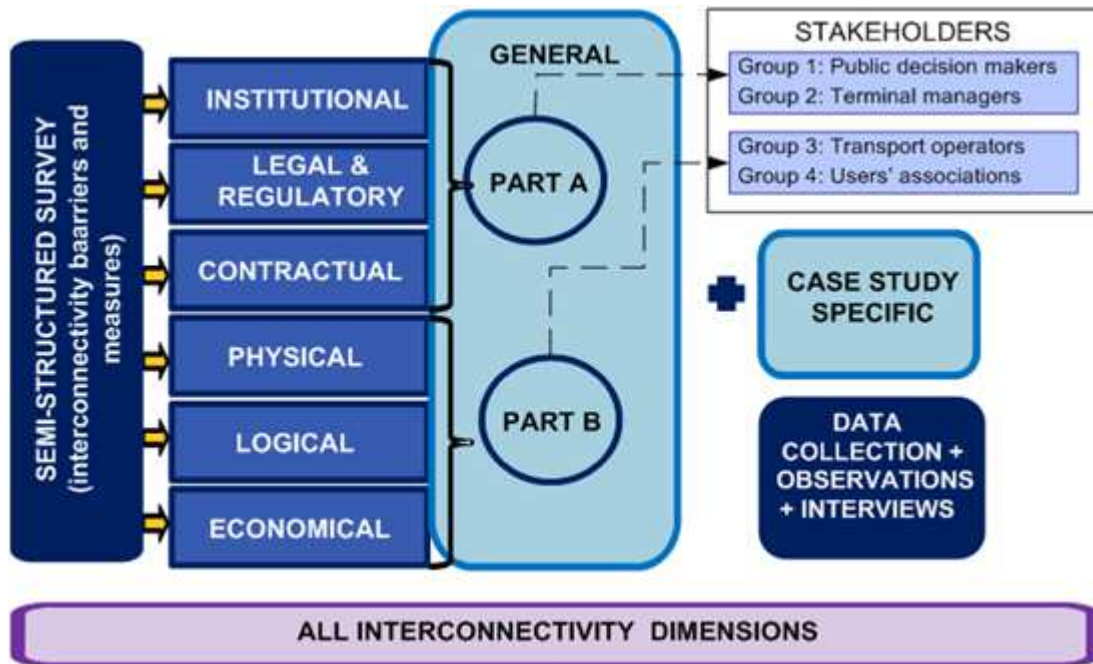 SEMI-STRUCTURED SURVEY
(interconnectivity baarriers and
measures)
INSTITUTIONAL
LEGAL &
REGULATORY
CONTRACTUAL
PHYSICAL
LOGICAL
ECONOMICAL
GENERAL
PART A
PART B
STAKEHOLDERS
Group 1: Public decision makers
Group 2: Terminal managers
Group 3: Transport operators
Group 4: Users' associations
CASE STUDY
SPECIFIC
DATA
COLLECTION +
OBSERVATIONS
+ INTERVIEWS
ALL INTERCONNECTIVITY DIMENSIONS